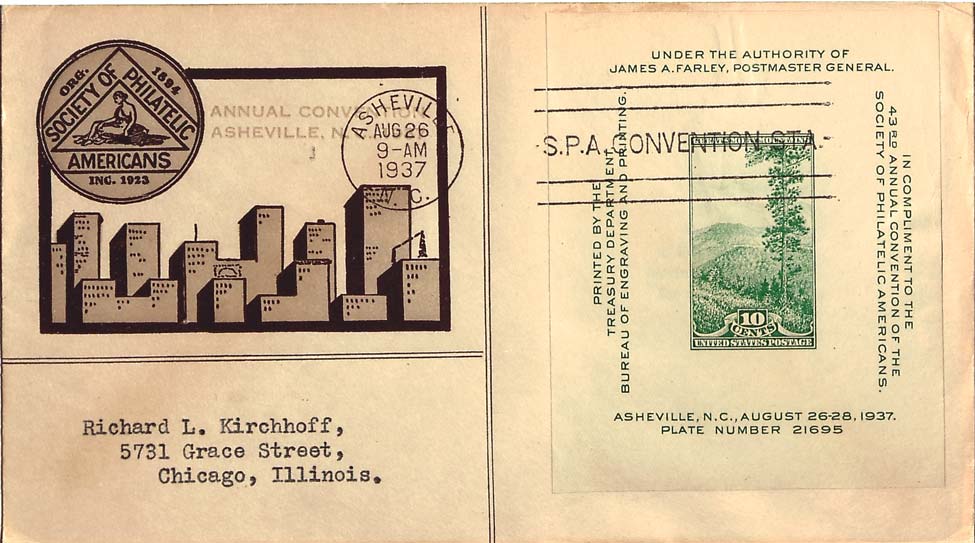 ORG. 1894
SOCIETY OF PHILATELIC
AMERICANS
INC. 1923
ANNUAL CONVENTION
ASHEVILLE, N.
ASHEVILLE
AUG 26
9-AM
1937
N. C.
Richard L. Kirchhoff,
5731 Grace Street,
Chicago, Illinois.
UNDER THE AUTHORITY OF
JAMES A. FARLEY, POSTMASTER GENERAL.
S.P.A. CONVENTION STA.
PRINTED BY THE
TREASURY DEPARTMENT
BUREAU OF ENGRAVING AND PRINTING.
10
CENTS
UNITED STATES POSTAGE
IN COMPLIMENT TO THE
43RD ANNUAL CONVENTION OF THE
SOCIETY OF PHILATELIC AMERICANS.
ASHEVILLE, N.C., AUGUST 26-28, 1937.
PLATE NUMBER 21695